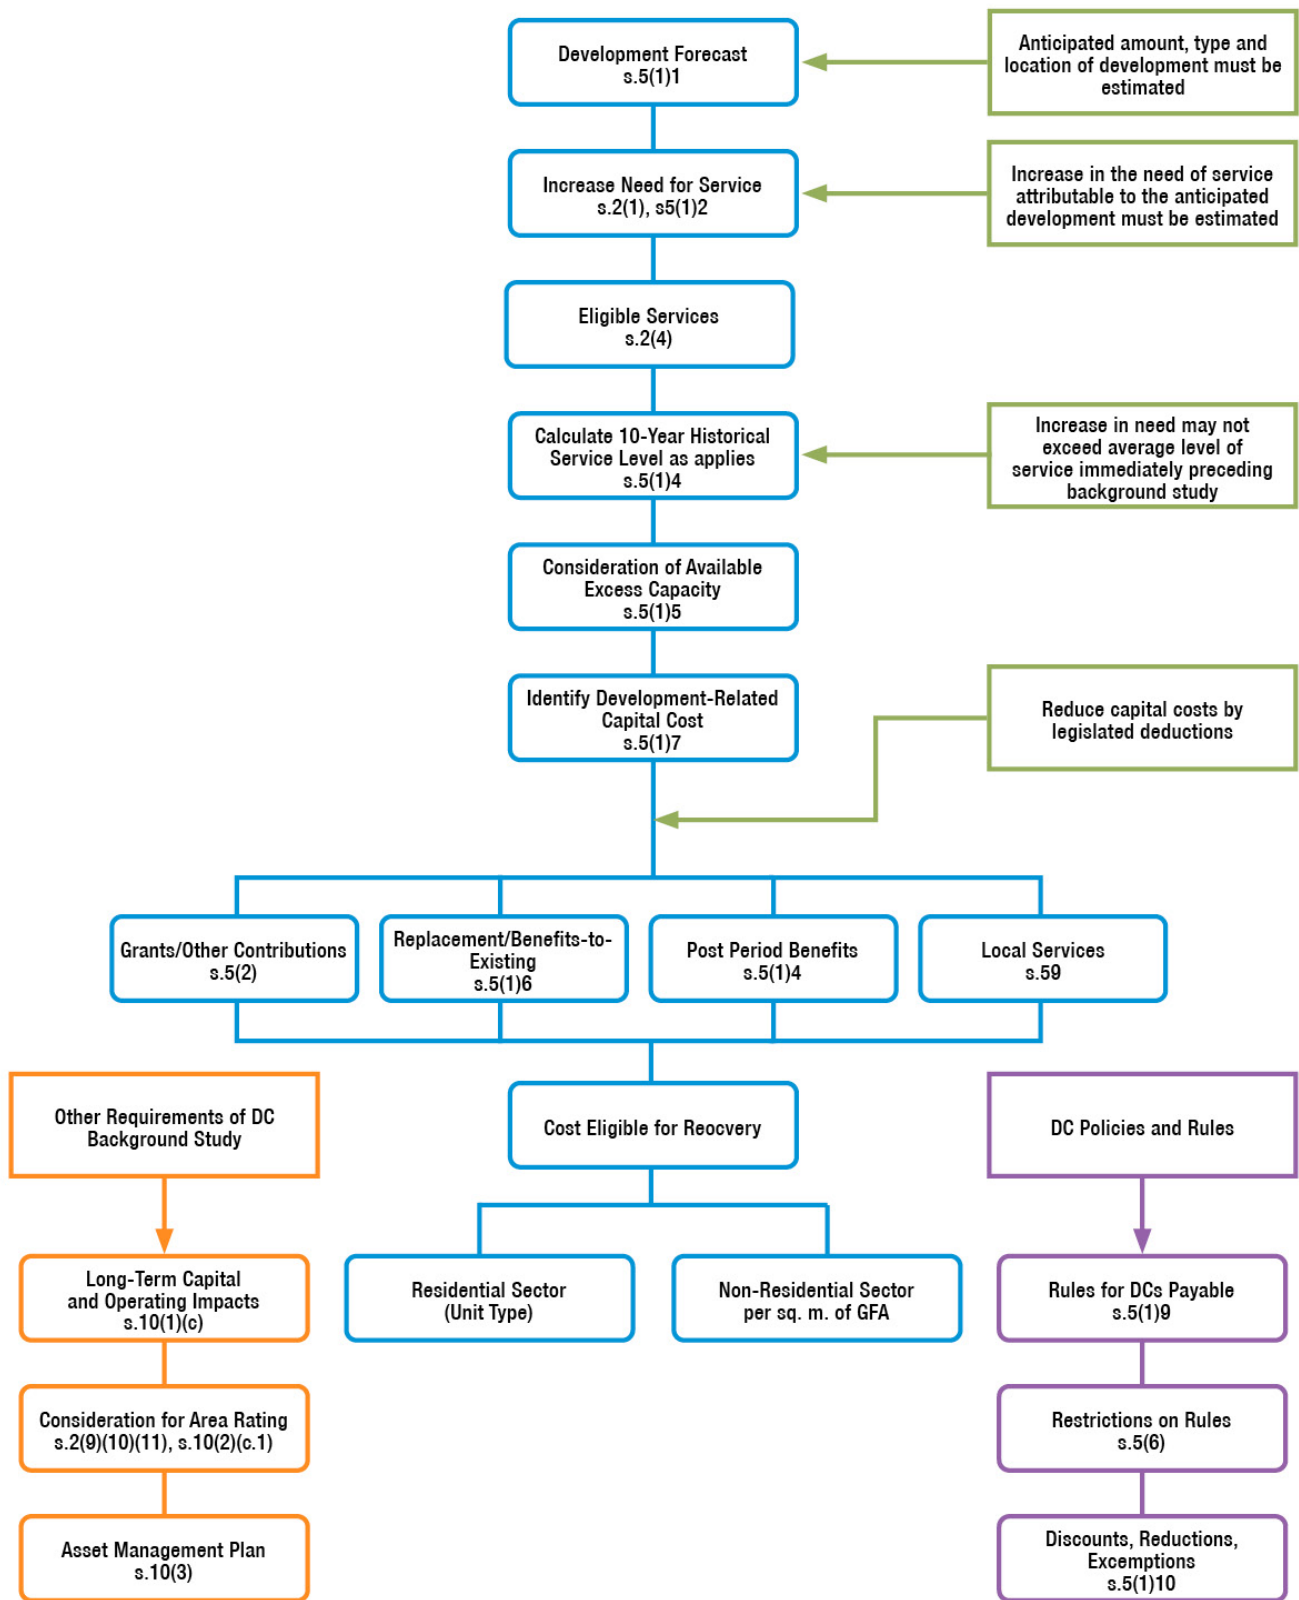 Development Forecast
s.5(1)1
Anticipated amount, type and
location of development must be
estimated
Increase Need for Service
s.2(1), s5(1)2
Increase in the need of service
attributable to the anticipated
development must be estimated
Eligible Services
s.2(4)
Calculate 10-Year Historical
Service Level as applies
s.5(1)4
Increase in need may not
exceed average level of
service immediately preceding
background study
Consideration of Available
Excess Capacity
s.5(1)5
Identify Development-Related
Capital Cost
s.5(1)7
Reduce capital costs by
legislated deductions
Grants/Other Contributions
s.5(2)
Replacement/Benefits-to-
Existing
s.5(1)6
Post Period Benefits
s.5(1)4
Local Services
s.59
Other Requirements of DC
Background Study
Cost Eligible for Reocvery
DC Policies and Rules
Long-Term Capital
and Operating Impacts
s.10(1)(c)
Residential Sector
(Unit Type)
Non-Residential Sector
per sq. m. of GFA
Rules for DCs Payable
s.5(1)9
Consideration for Area Rating
s.2(9)(10)(11), s.10(2)(c.1)
Restrictions on Rules
s.5(6)
Asset Management Plan
s.10(3)
Discounts, Reductions,
Excemptions
s.5(1)10